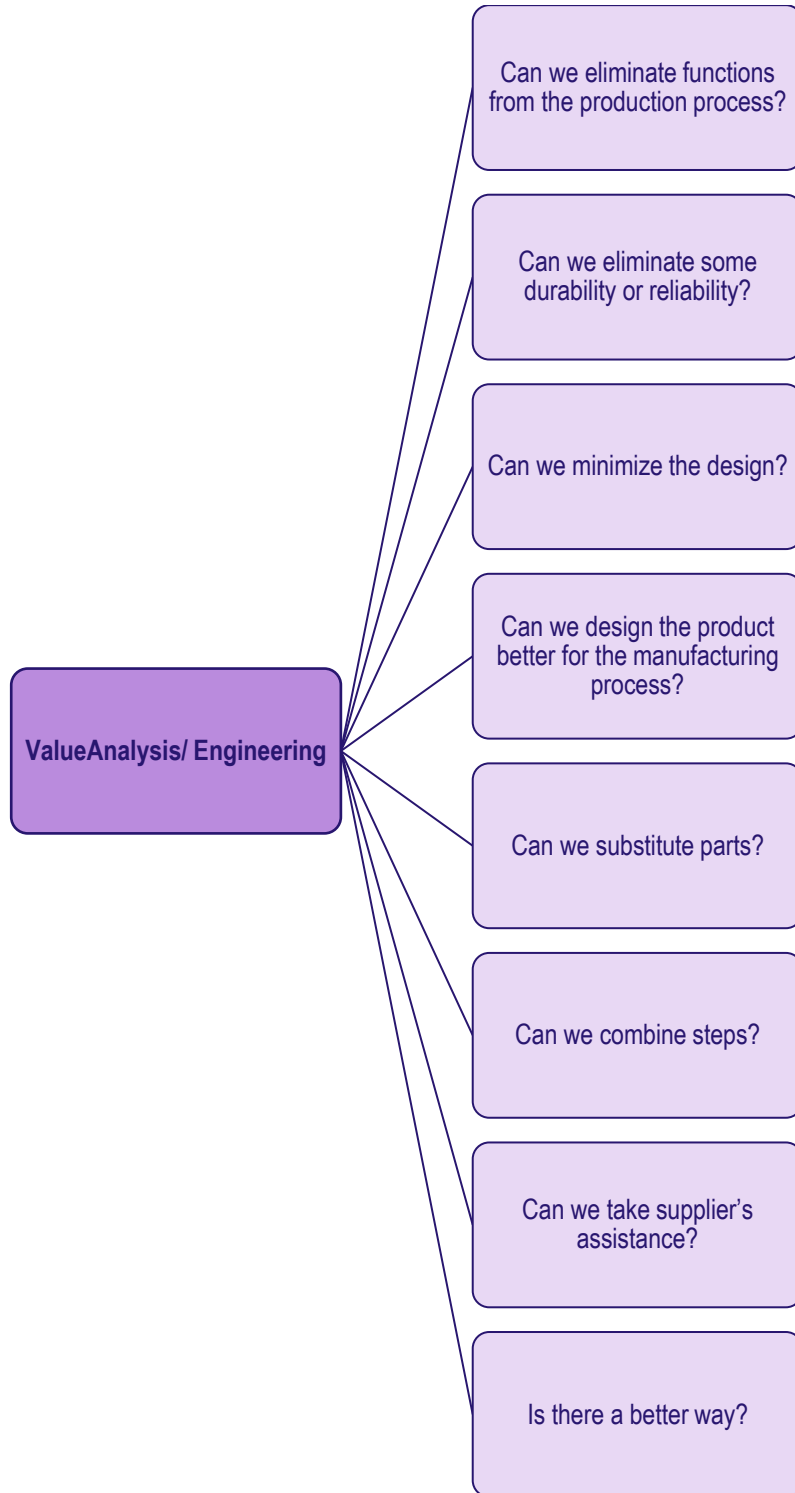 Can we eliminate functions
from the production process?
Can we eliminate some
durability or reliability?
Can we minimize the design?
Can we design the product
better for the manufacturing
process?
ValueAnalysis/ Engineering
Can we substitute parts?
Can we combine steps?
Can we take supplier’s
assistance?
Is there a better way?